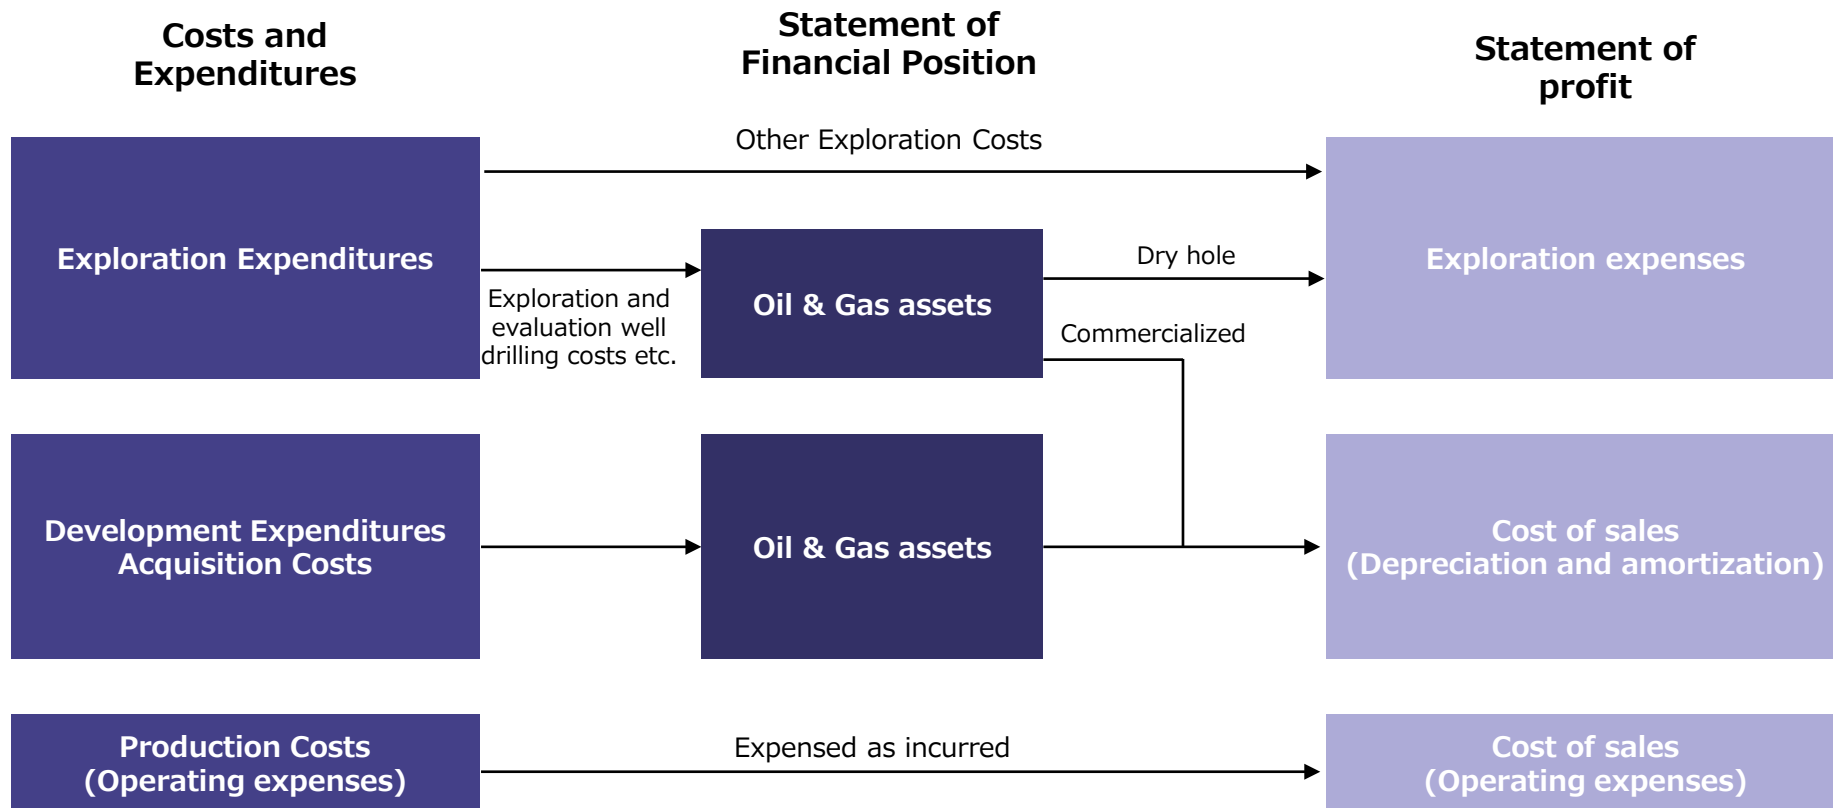 Costs and
Expenditures
Statement of
Financial Position
Statement of
profit
Other Exploration Costs
Exploration Expenditures
Exploration and
evaluation well
drilling costs etc.
Oil & Gas assets
Dry hole
Commercialized
Exploration expenses
Development Expenditures
Acquisition Costs
Oil & Gas assets
Cost of sales
(Depreciation and amortization)
Production Costs
(Operating expenses)
Expensed as incurred
Cost of sales
(Operating expenses)